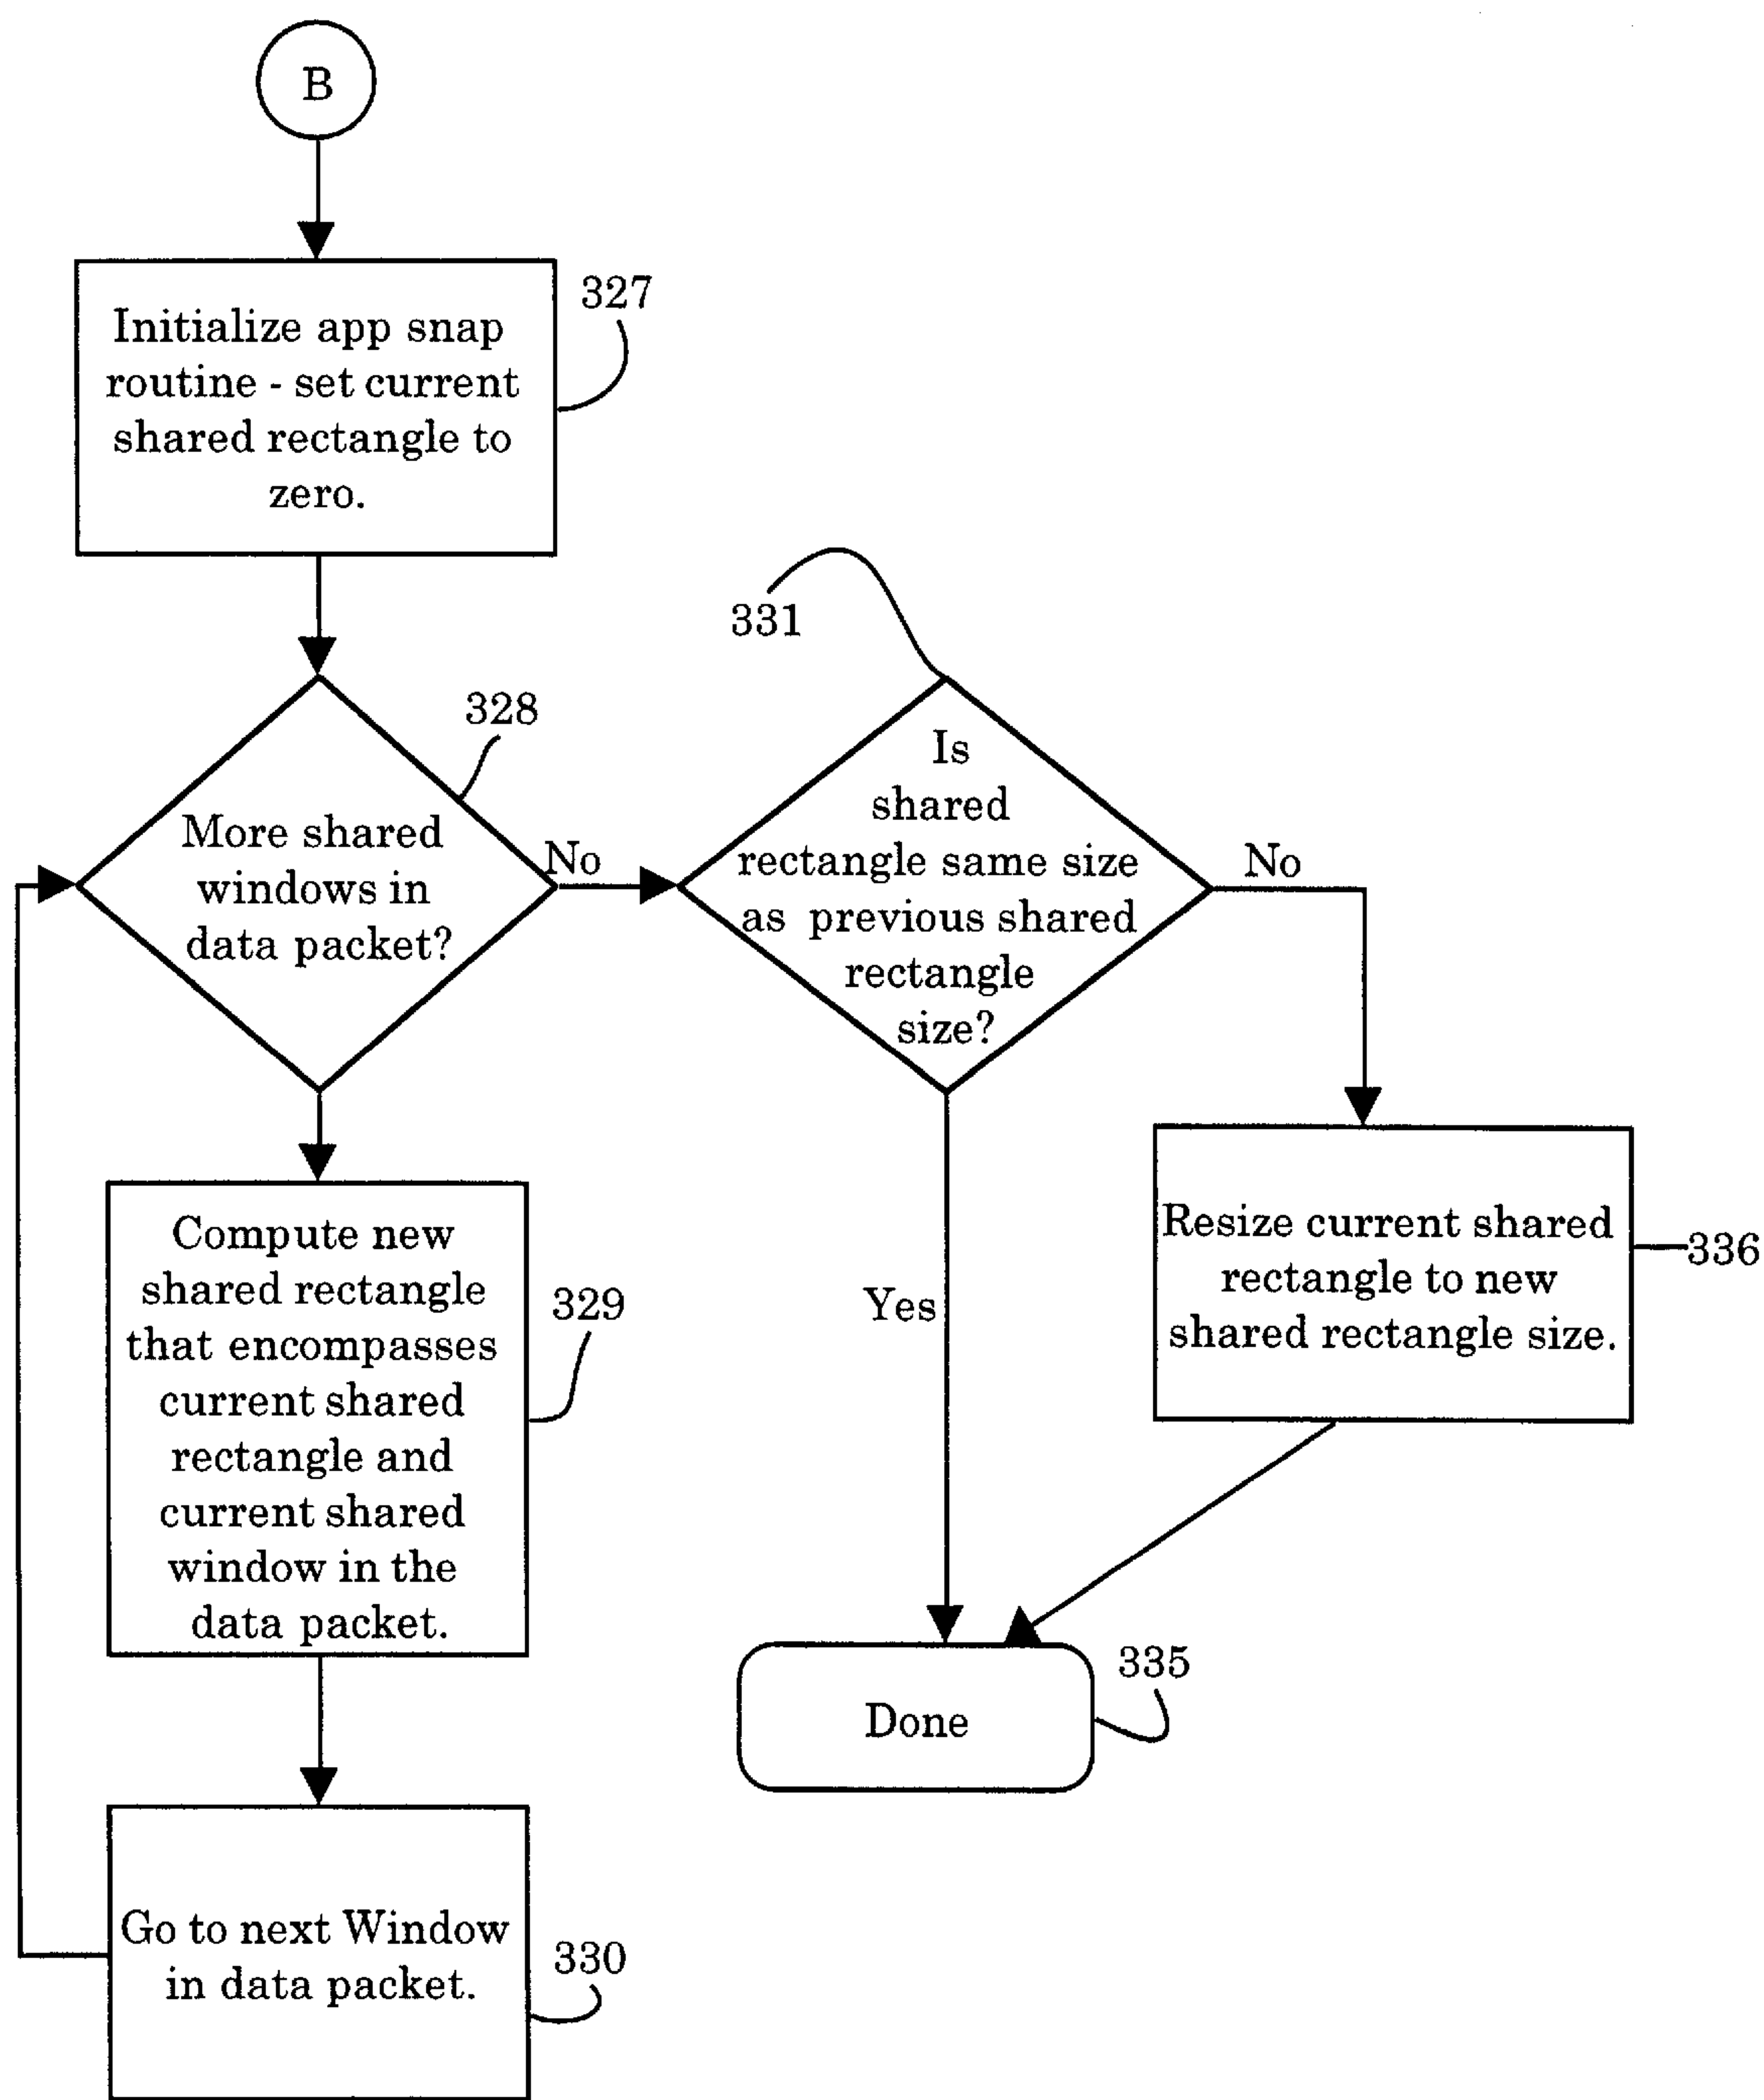 B
Initialize app snap
routine - set current
shared rectangle to
zero.
327
331
328
More shared
windows in
data packet?
No
Is
shared
rectangle same size
as previous shared
rectangle
size?
No
Compute new
shared rectangle
that encompasses
current shared
rectangle and
current shared
window in the
data packet.
329
Yes
Resize current shared
rectangle to new
shared rectangle size.
336
Done
335
Go to next Window
in data packet.
330